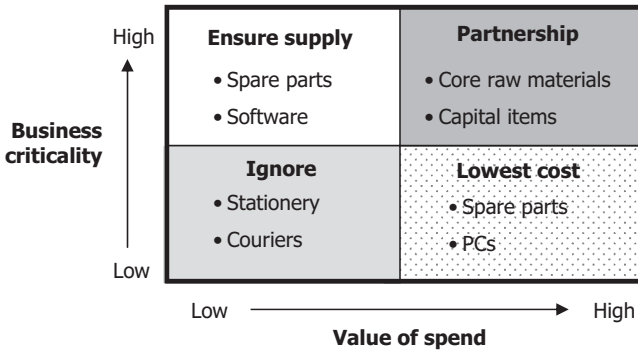 High
Business
criticality
Low
Ensure supply
• Spare parts
• Software
Partnership
• Core raw materials
• Capital items
Ignore
• Stationery
• Couriers
Lowest cost
• Spare parts
• PCs
Low
High
Value of spend